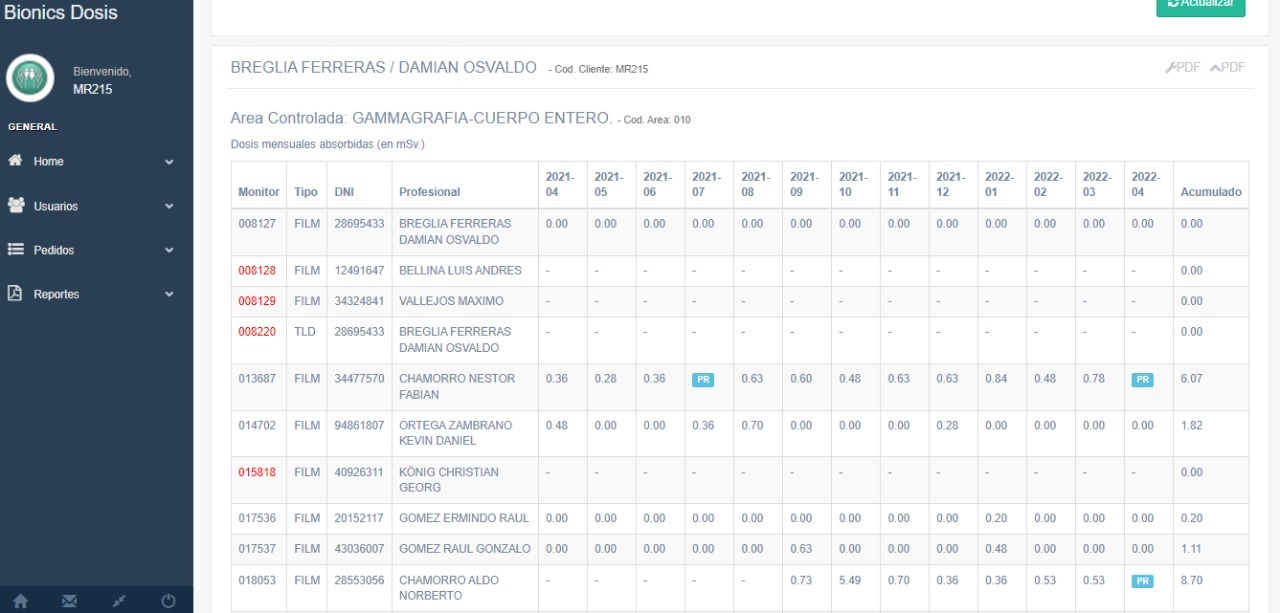 Bionics Dosis
Bienvenido,
MR215
GENERAL
Home
Usuarios
Pedidos
Reportes
Actualizar
BREGLIA FERRERAS / DAMIAN OSVALDO - Cod. Cliente: MR215
PDF PDF
Area Controlada: GAMMAGRAFIA-CUERPO ENTERO. - Cod. Area: 010
Dosis mensuales absorbidas (en mSv.)
Monitor Tipo DNI Profesional 2021-04 2021-05 2021-06 2021-07 2021-08 2021-09 2021-10 2021-11 2021-12 2022-01 2022-02 2022-03 2022-04 Acumulado
008127 FILM 28695433 BREGLIA FERRERAS DAMIAN OSVALDO 0.00 0.00 0.00 0.00 0.00 0.00 0.00 0.00 0.00 0.00 0.00 0.00 0.00 0.00
008128 FILM 12491647 BELLINA LUIS ANDRES - - - - - - - - - - - - - 0.00
008129 FILM 34324841 VALLEJOS MAXIMO - - - - - - - - - - - - - 0.00
008220 TLD 28695433 BREGLIA FERRERAS DAMIAN OSVALDO - - - - - - - - - - - - - 0.00
013687 FILM 34477570 CHAMORRO NESTOR FABIAN 0.36 0.28 0.36 PR 0.63 0.60 0.48 0.63 0.63 0.84 0.48 0.78 PR 6.07
014702 FILM 94861807 ORTEGA ZAMBRANO KEVIN DANIEL 0.48 0.00 0.00 0.36 0.70 0.00 0.00 0.00 0.28 0.00 0.00 0.00 0.00 1.82
015818 FILM 40926311 KÖNIG CHRISTIAN GEORG - - - - - - - - - - - - - 0.00
017536 FILM 20152117 GOMEZ ERMINDO RAUL 0.00 0.00 0.00 0.00 0.00 0.00 0.00 0.00 0.00 0.20 0.00 0.00 0.00 0.20
017537 FILM 43036007 GOMEZ RAUL GONZALO 0.00 0.00 0.00 0.00 0.00 0.63 0.00 0.00 0.00 0.48 0.00 0.00 0.00 1.11
018053 FILM 28553056 CHAMORRO ALDO NORBERTO - - - - - 0.73 5.49 0.70 0.36 0.36 0.53 0.53 PR 8.70